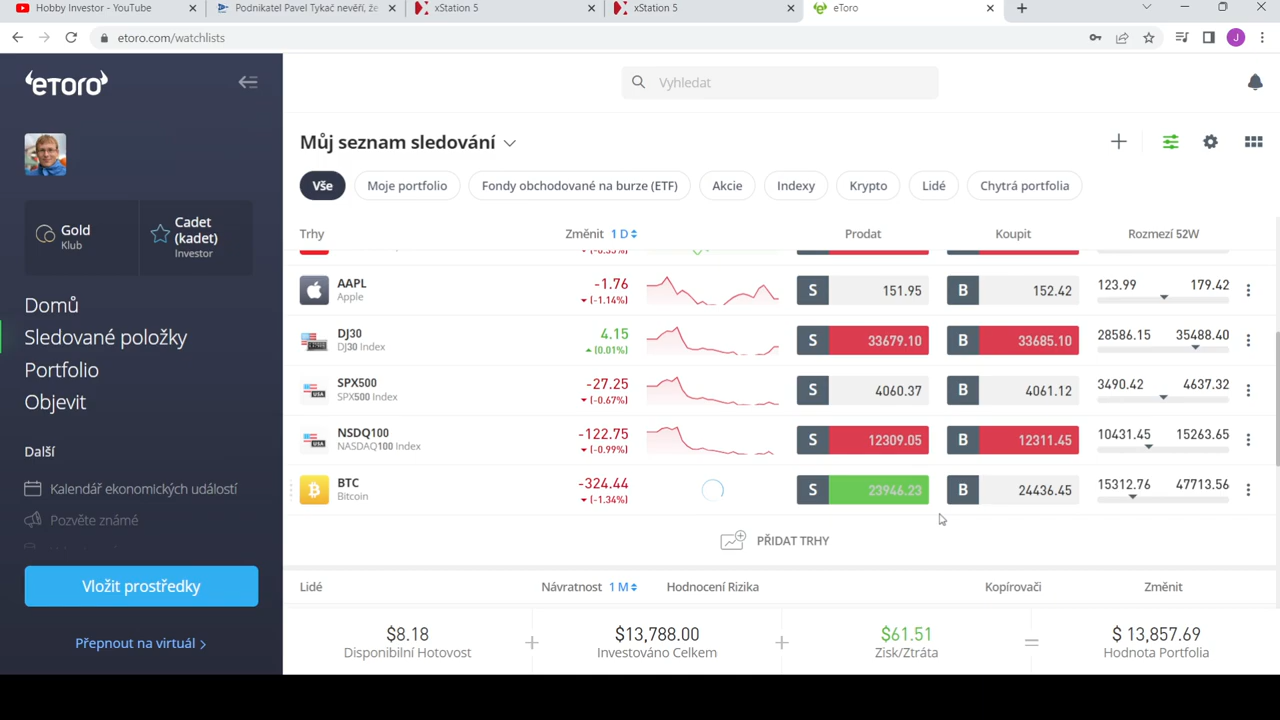 Hobby Investor - YouTube
Podnikatel Pavel Tykač nevěří, že
xStation 5
xStation 5
eToro
etoro.com/watchlists
J
eToro
Vyhledat
Můj seznam sledování
Vše
Moje portfolio
Fondy obchodované na burze (ETF)
Akcie
Indexy
Krypto
Lidé
Chytrá portfolia
Gold
Klub
Cadet
(kadet)
Investor
Domů
Sledované položky
Portfolio
Objevit
Další
Kalendář ekonomických událostí
Pozvěte známé
Vložit prostředky
Přepnout na virtuál >
Trhy Změnit 1 D Prodat Koupit Rozmezí 52W
AAPL -1.76 S 151.95 B 152.42 123.99 179.42
Apple (-1.14%)
DJ30 4.15 S 33679.10 B 33685.10 28586.15 35488.40
DJ30 Index (0.01%)
SPX500 -27.25 S 4060.37 B 4061.12 3490.42 4637.32
SPX500 Index (-0.67%)
NSDQ100 -122.75 S 12309.05 B 12311.45 10431.45 15263.65
NASDAQ100 Index (-0.99%)
BTC -324.44 S 23946.23 B 24436.45 15312.76 47713.56
Bitcoin (-1.34%)
PŘIDAT TRHY
Lidé Návratnost 1 M Hodnocení Rizika Kopírovači Změnit
$8.18 + $13,788.00 + $61.51 = $ 13,857.69
Disponibilní Hotovost Investováno Celkem Zisk/Ztráta Hodnota Portfolia